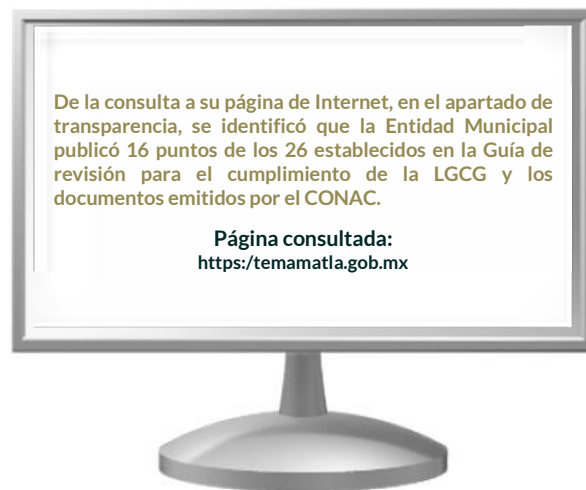 De la consulta a su página de Internet, en el apartado de
transparencia, se identificó que la Entidad Municipal
publicó 16 puntos de los 26 establecidos en la Guía de
revisión para el cumplimiento de la LGCG y los
documentos emitidos por el CONAC.
Página consultada:
https:/temamatla.gob.mx